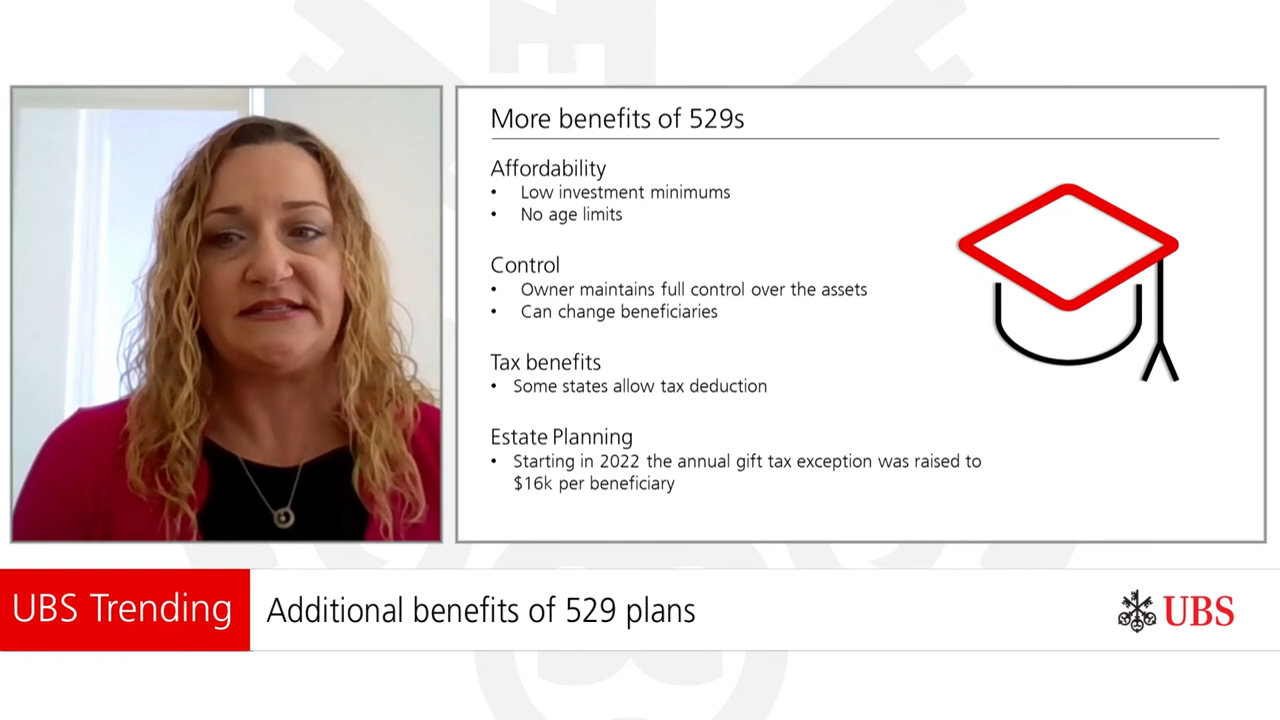 More benefits of 529s
Affordability
• Low investment minimums
• No age limits
Control
• Owner maintains full control over the assets
• Can change beneficiaries
Tax benefits
• Some states allow tax deduction
Estate Planning
• Starting in 2022 the annual gift tax exception was raised to
$16k per beneficiary
UBS Trending
Additional benefits of 529 plans
UBS